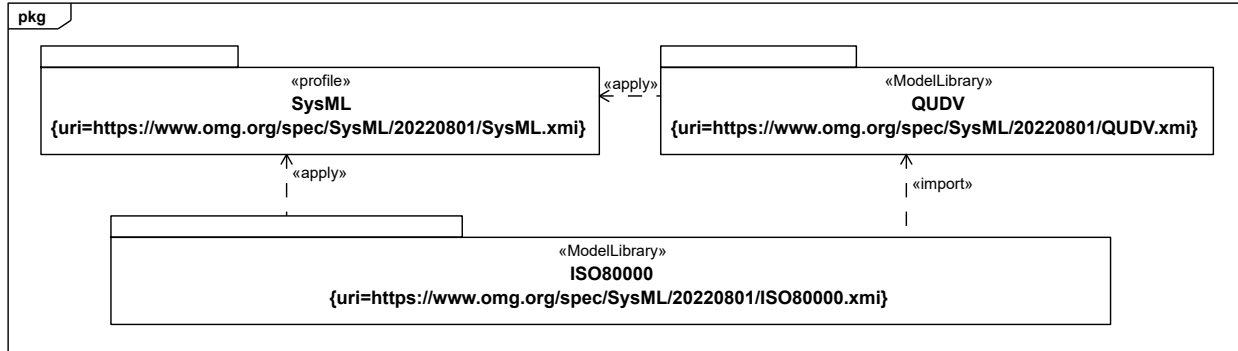 pkg
«profile»
SysML
{uri=https://www.omg.org/spec/SysML/20220801/SysML.xmi}
«apply»
«ModelLibrary»
QUDV
{uri=https://www.omg.org/spec/SysML/20220801/QUDV.xmi}
«apply»
«import»
«ModelLibrary»
ISO80000
{uri=https://www.omg.org/spec/SysML/20220801/ISO80000.xmi}